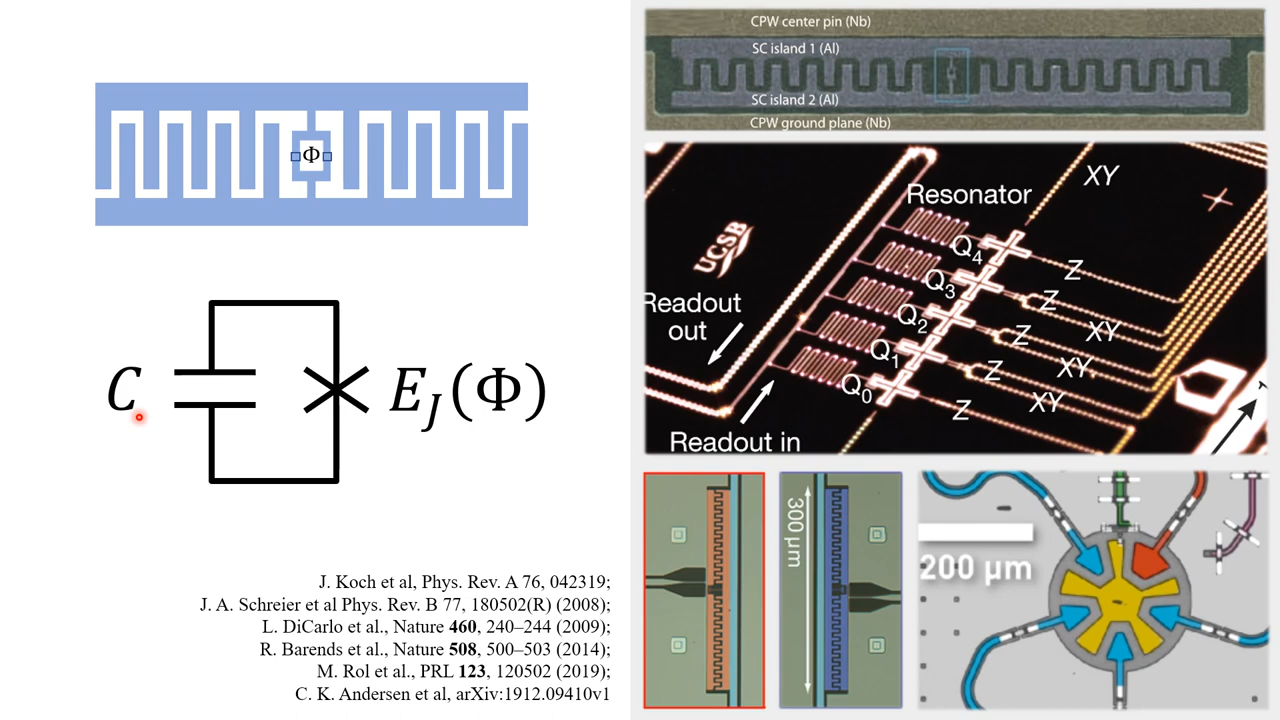 Φ
C
E_J(Φ)
J. Koch et al, Phys. Rev. A 76, 042319;
J. A. Schreier et al Phys. Rev. B 77, 180502(R) (2008);
L. DiCarlo et al., Nature 460, 240–244 (2009);
R. Barends et al., Nature 508, 500–503 (2014);
M. Rol et al., PRL 123, 120502 (2019);
C. K. Andersen et al, arXiv:1912.09410v1
CPW center pin (Nb)
SC island 1 (Al)
SC island 2 (Al)
CPW ground plane (Nb)
XY
Resonator
UCSB
Q4
Z
Q3
Z
Readout
out
Q2
Z
XY
Q1
Z
XY
Q0
Z
XY
Readout in
300 µm
200 µm